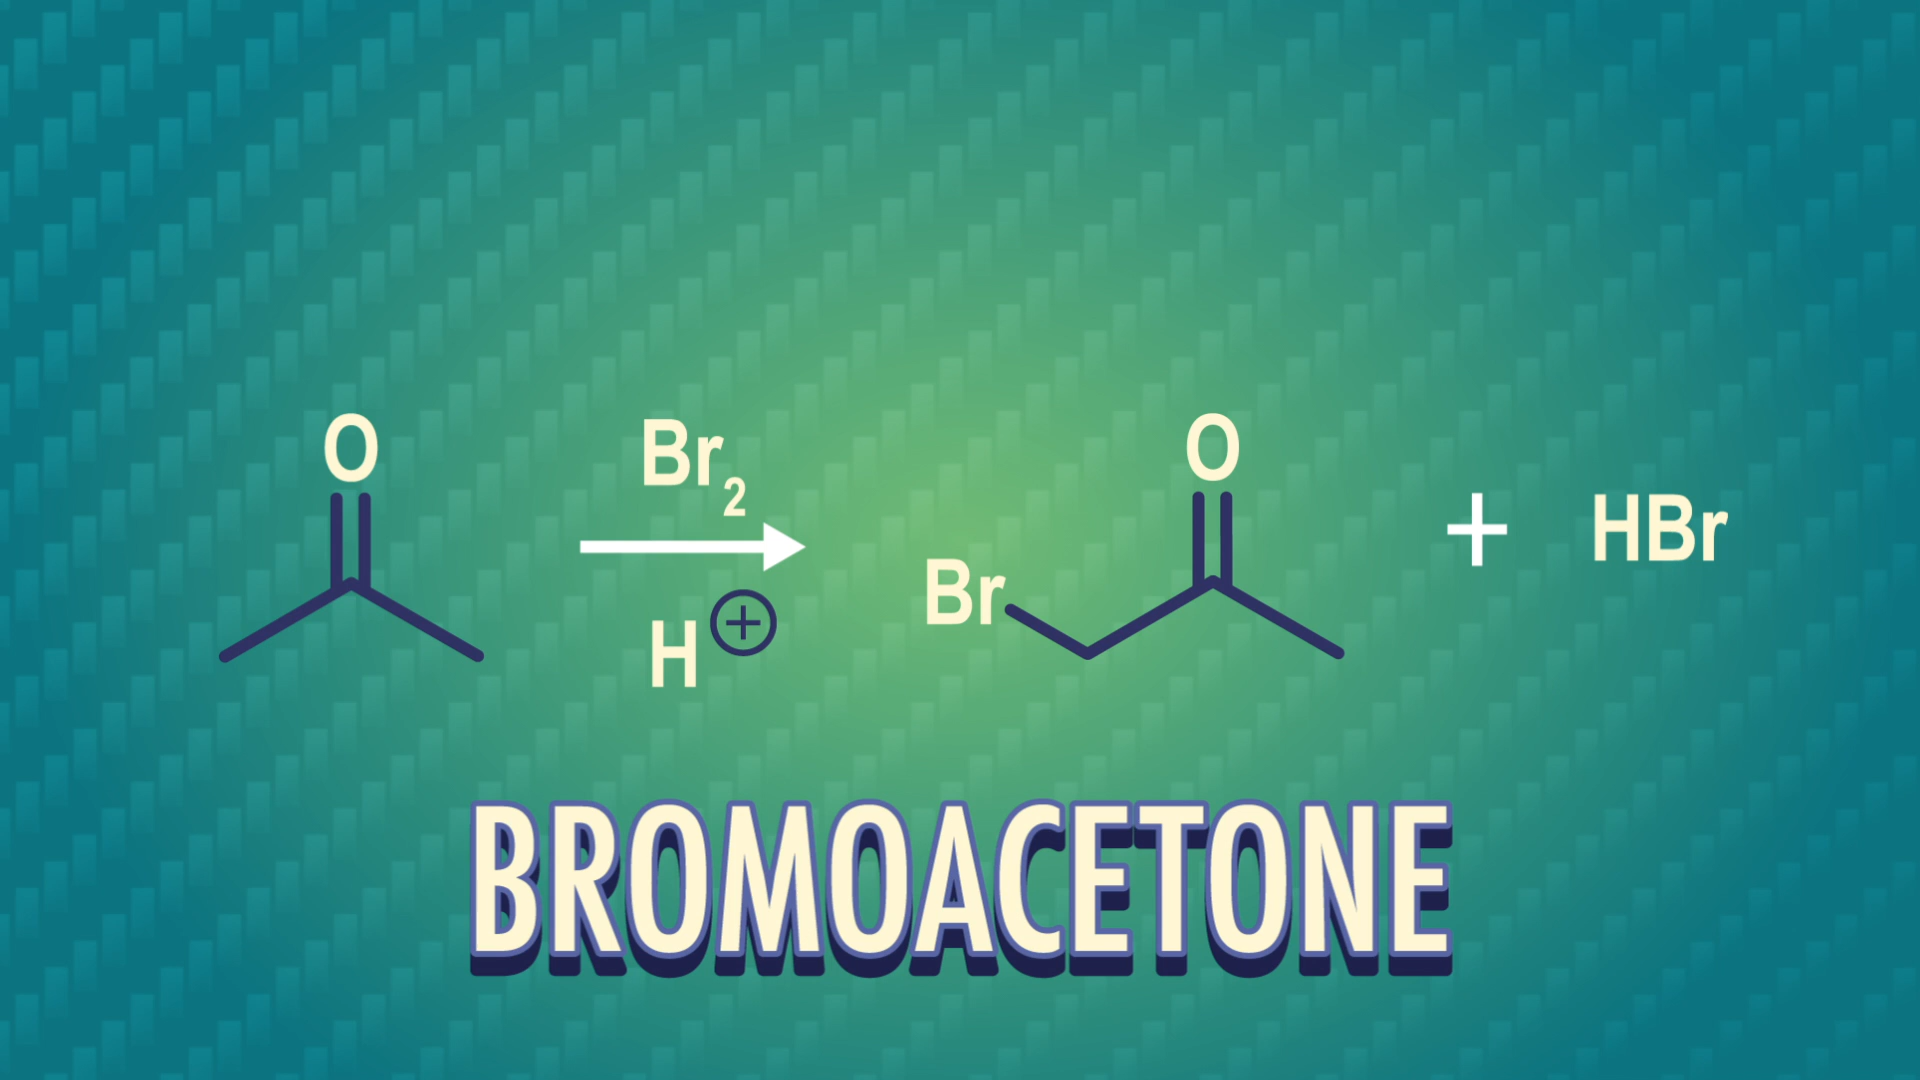 O
Br₂
H⊕
Br
O
+ HBr
BROMOACETONE